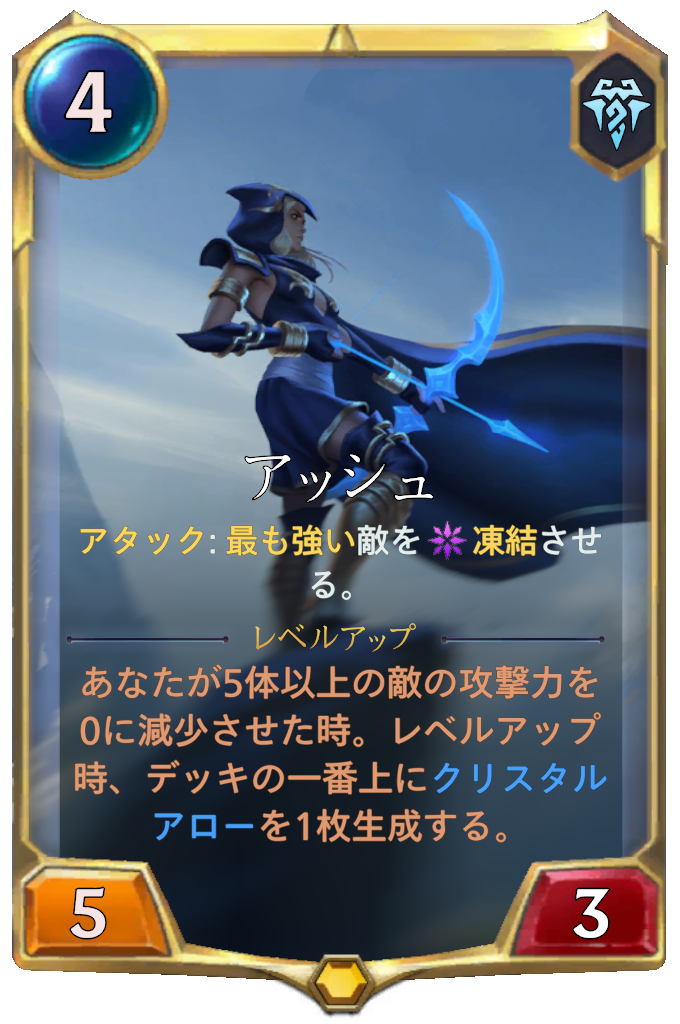 4
アッシュ
アタック: 最も強い敵を凍結させ
る。
レベルアップ
あなたが5体以上の敵の攻撃力を
0に減少させた時。レベルアップ
時、デッキの一番上にクリスタル
アローを1枚生成する。
5
3